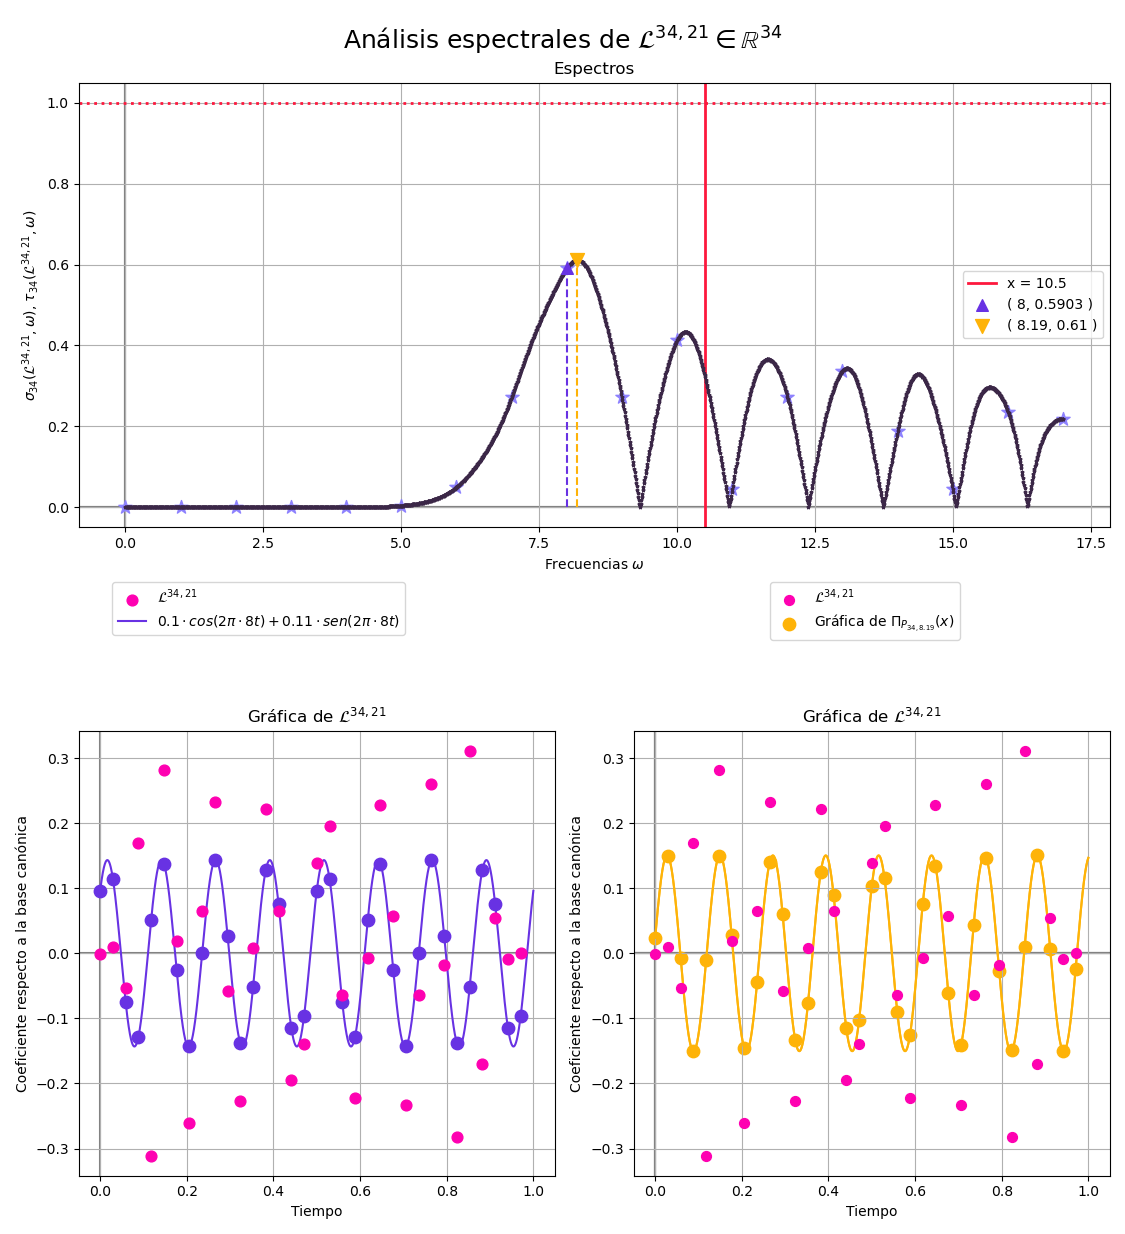 Análisis espectrales de 𝓛^{34,21} ∈ ℝ^{34}
Espectros
σ_{34}(𝓛^{34,21}, ω), τ_{34}(𝓛^{34,21}, ω)
1.0
0.8
0.6
0.4
0.2
0.0
x = 10.5
( 8, 0.5903 )
( 8.19, 0.61 )
0.0 2.5 5.0 7.5 10.0 12.5 15.0 17.5
Frecuencias ω
𝓛^{34,21}
0.1 · cos(2π · 8t) + 0.11 · sen(2π · 8t)
𝓛^{34,21}
Gráfica de Π_{P_{34,8.19}}(x)
Gráfica de 𝓛^{34,21}
Coeficiente respecto a la base canónica
0.3
0.2
0.1
0.0
−0.1
−0.2
−0.3
0.0 0.2 0.4 0.6 0.8 1.0
Tiempo
Gráfica de 𝓛^{34,21}
Coeficiente respecto a la base canónica
0.3
0.2
0.1
0.0
−0.1
−0.2
−0.3
0.0 0.2 0.4 0.6 0.8 1.0
Tiempo